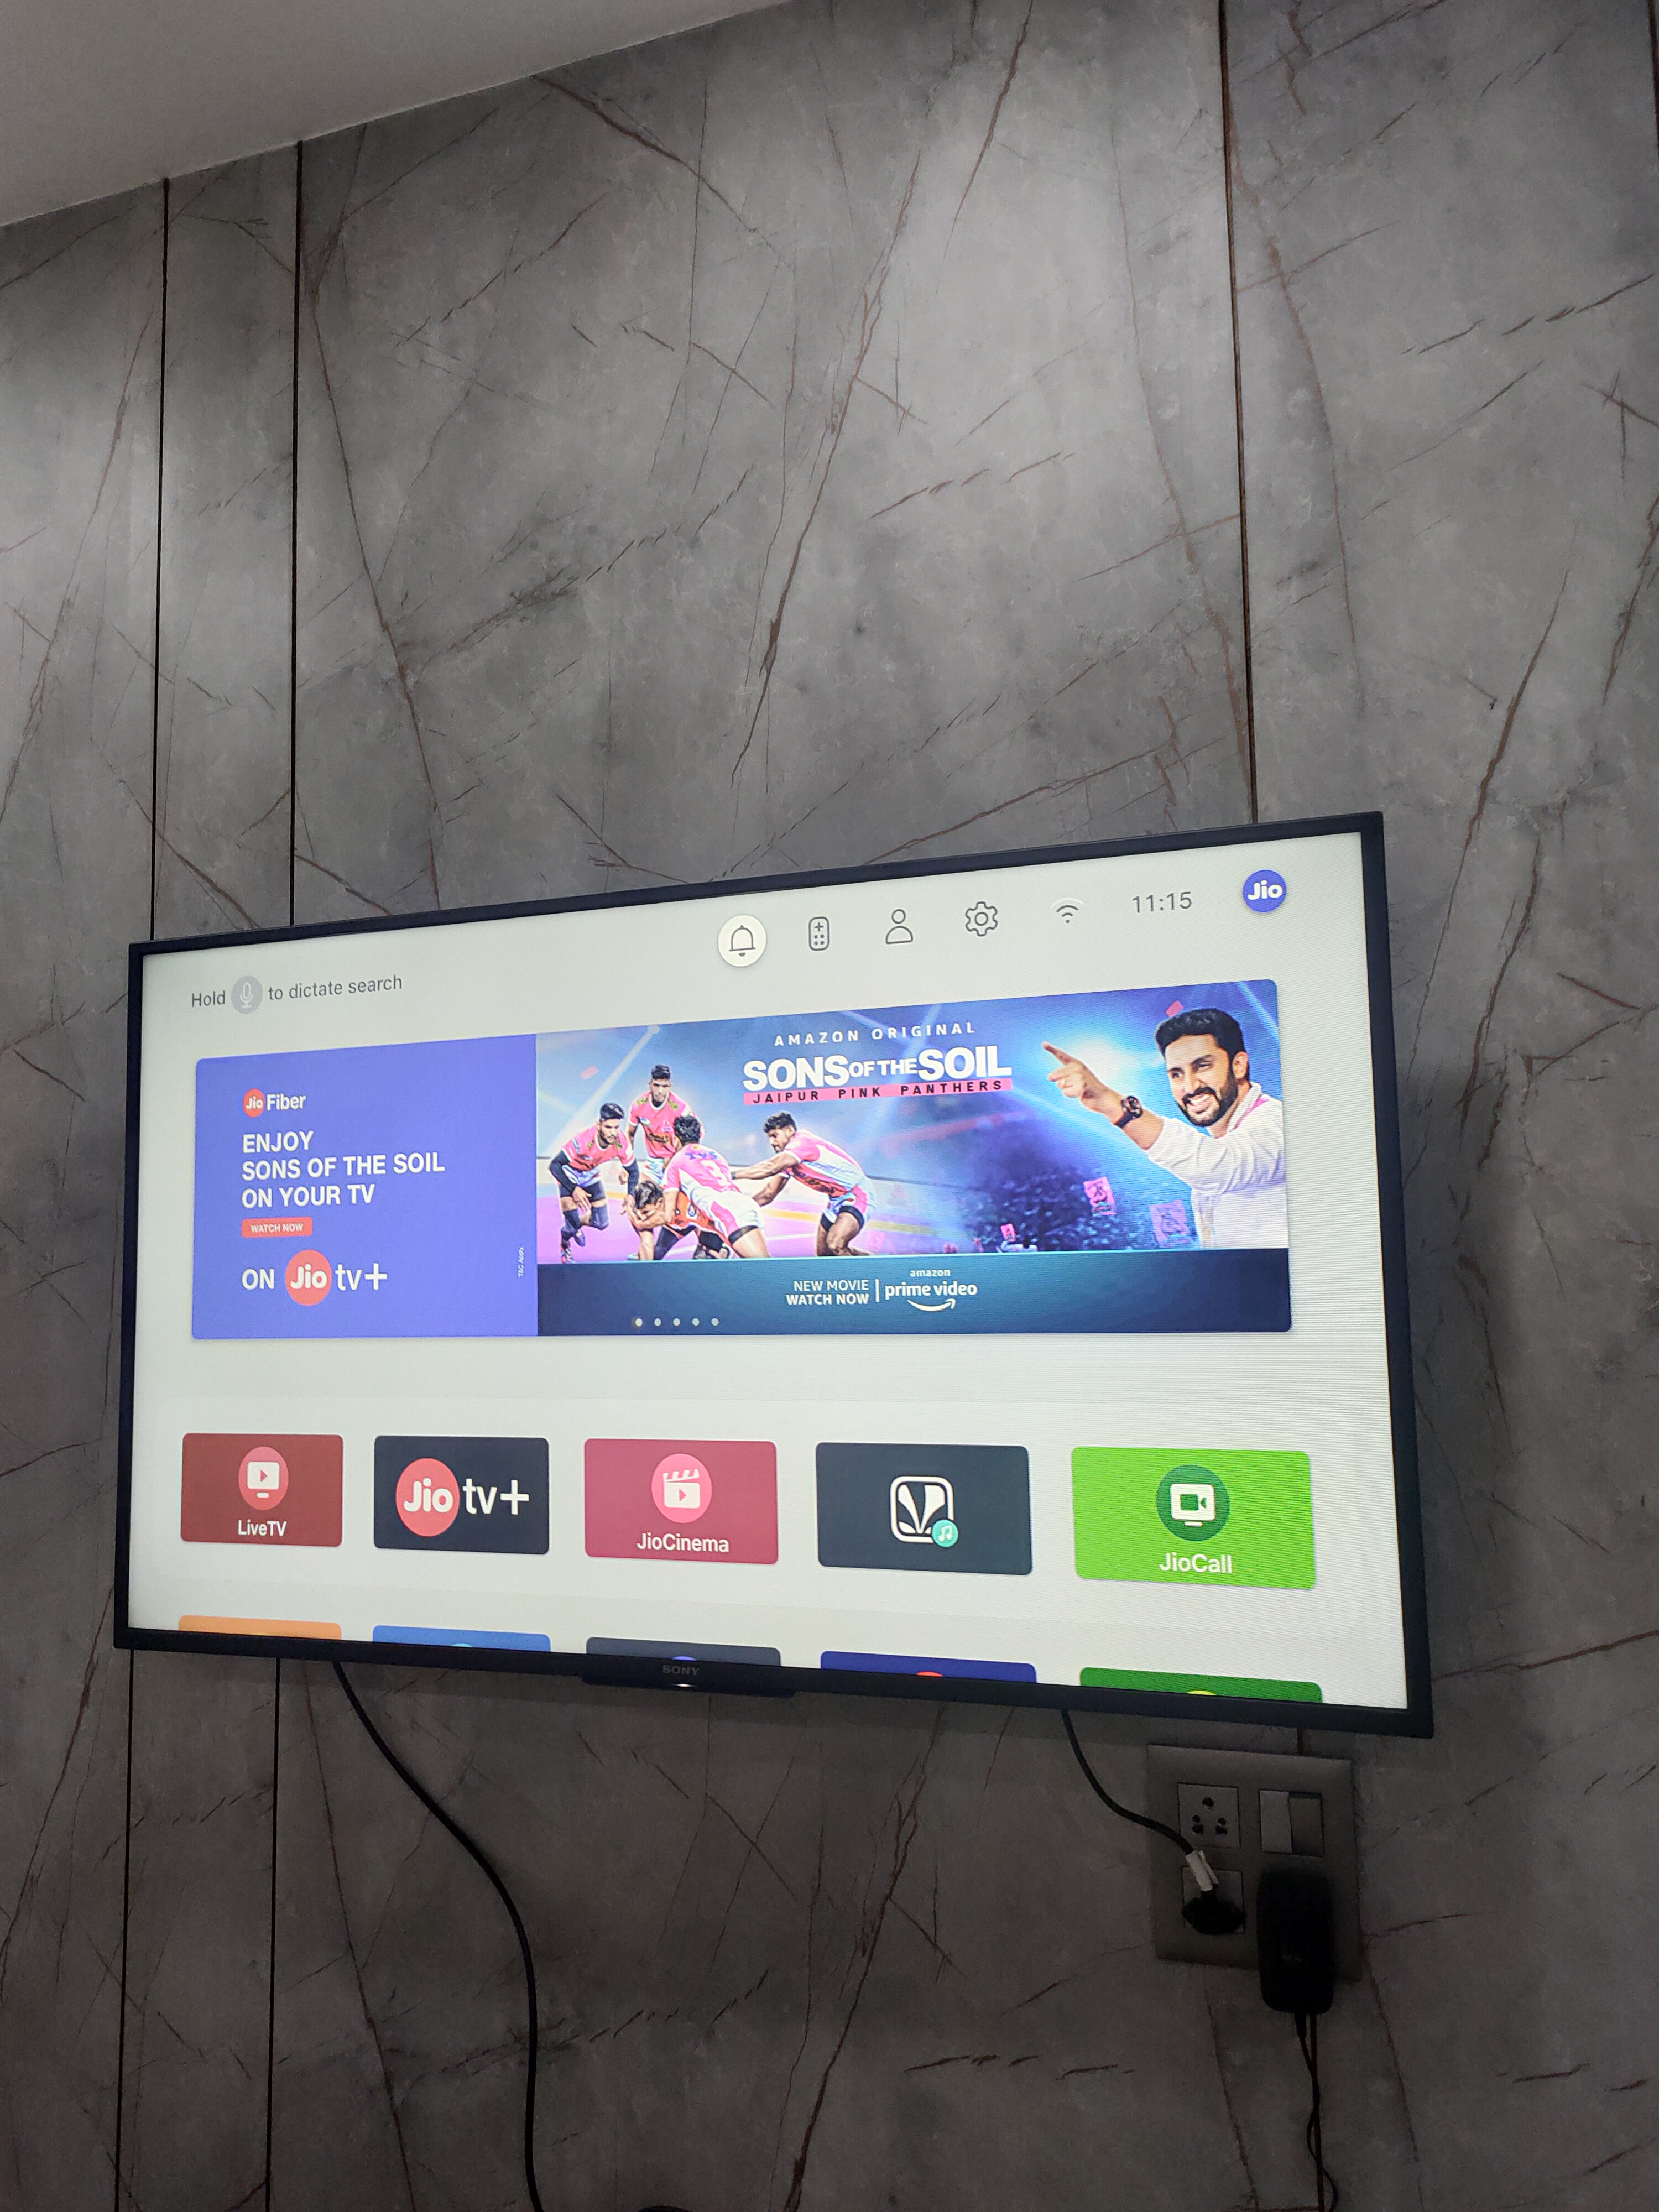 11:15
Jio
Hold to dictate search
Jio Fiber
ENJOY
SONS OF THE SOIL
ON YOUR TV
WATCH NOW
ON Jio tv+
T&C Apply
AMAZON ORIGINAL
SONS OF THE SOIL
JAIPUR PINK PANTHERS
NEW MOVIE
WATCH NOW
amazon
prime video
LiveTV
Jio tv+
JioCinema
JioCall
SONY